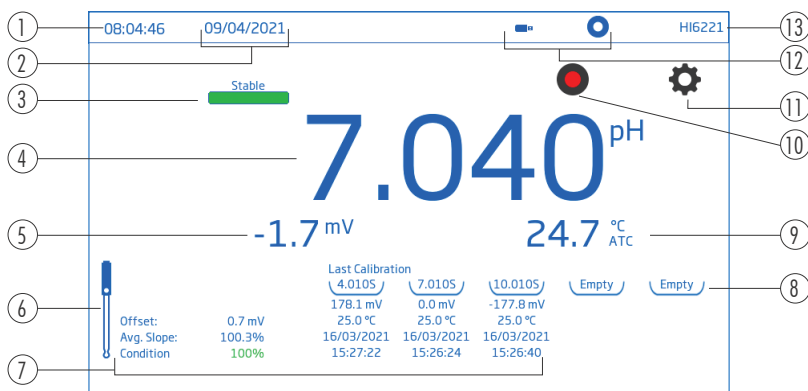 1 08:04:46 09/04/2021 HI6221 13
2 12
3 Stable 11
10
4 7.040 pH
5 -1.7 mV 24.7 °C ATC 9
Last Calibration
4.010S 7.010S 10.010S Empty Empty 8
6 178.1 mV 0.0 mV -177.8 mV
Offset: 0.7 mV 25.0 °C 25.0 °C 25.0 °C
Avg. Slope: 100.3% 16/03/2021 16/03/2021 16/03/2021
Condition 100% 15:27:22 15:26:24 15:26:40
7